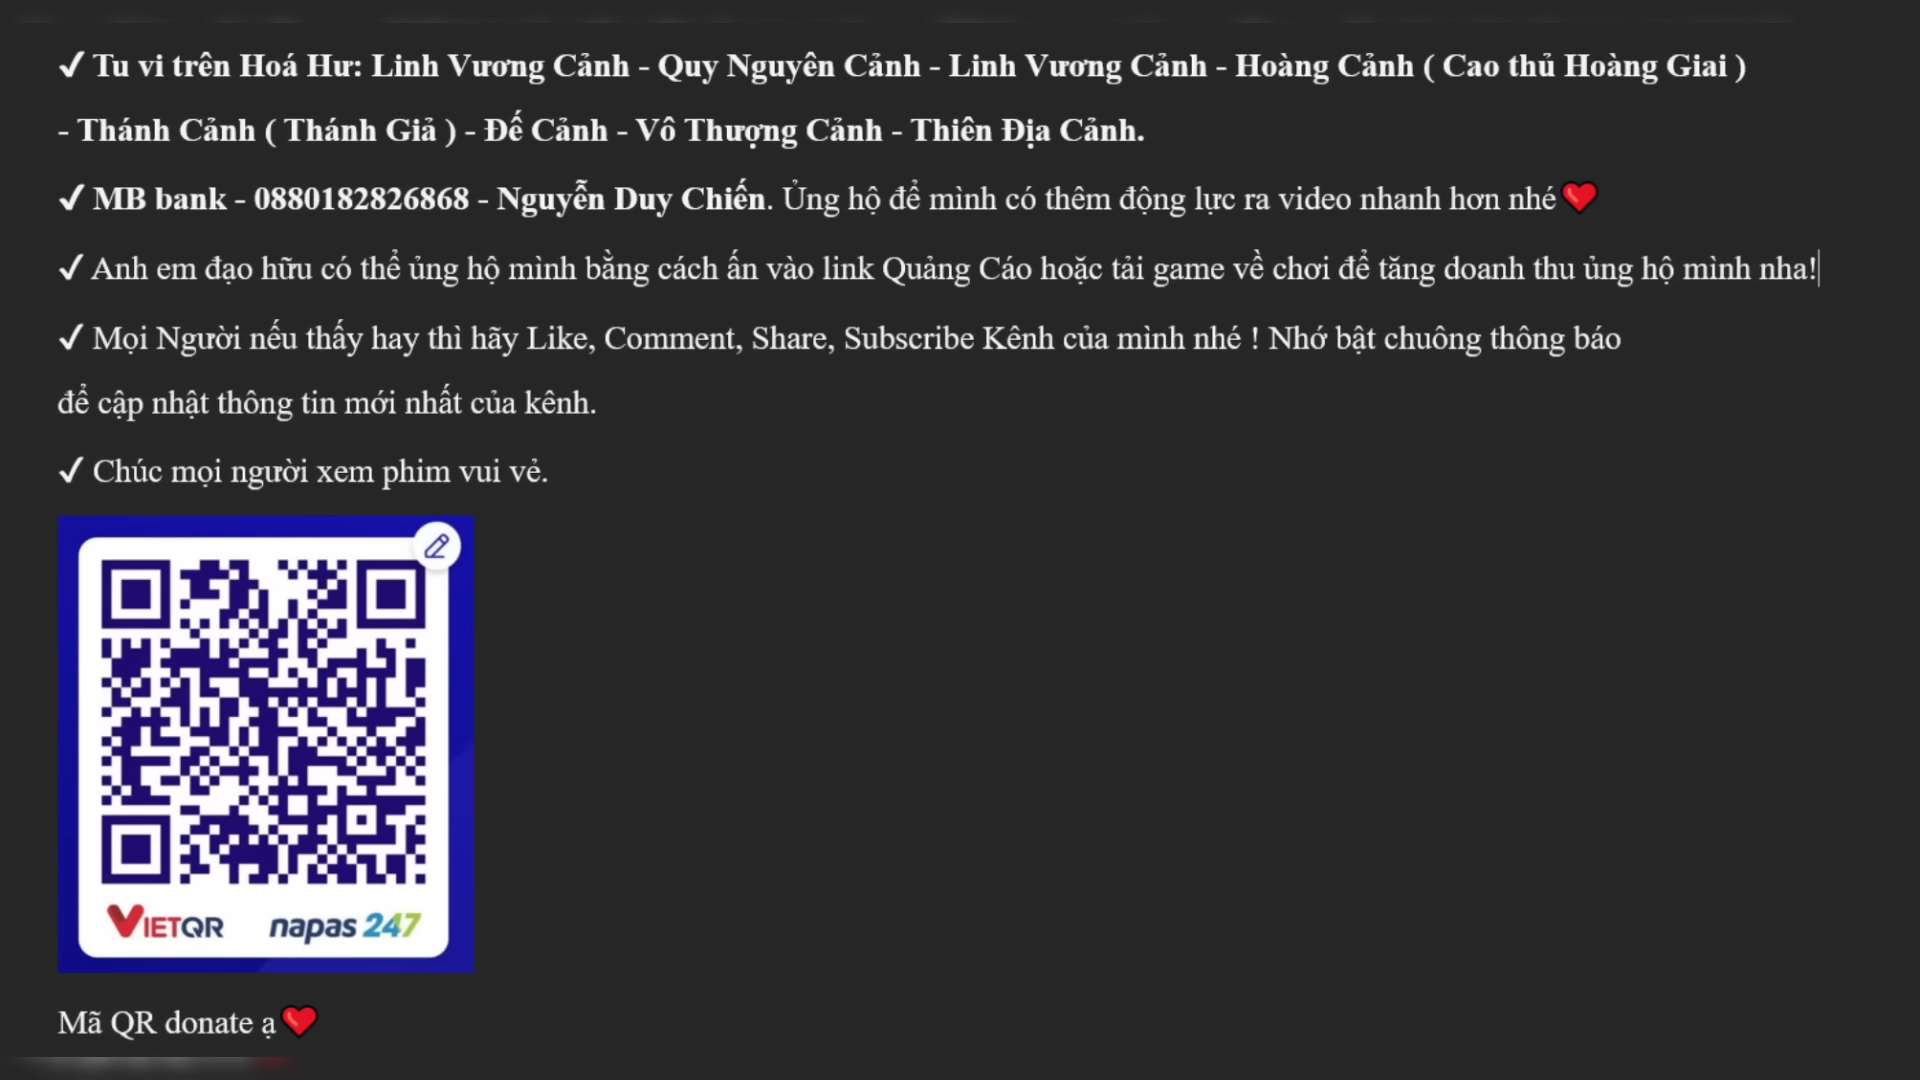 ✓ Tu vi trên Hoá Hư: Linh Vương Cảnh - Quy Nguyên Cảnh - Linh Vương Cảnh - Hoàng Cảnh ( Cao thủ Hoàng Giai )
- Thánh Cảnh ( Thánh Giả ) - Đế Cảnh - Vô Thượng Cảnh - Thiên Địa Cảnh.
✓ MB bank - 0880182826868 - Nguyễn Duy Chiến. Ủng hộ để mình có thêm động lực ra video nhanh hơn nhé❤
✓ Anh em đạo hữu có thể ủng hộ mình bằng cách ấn vào link Quảng Cáo hoặc tải game về chơi để tăng doanh thu ủng hộ mình nha!
✓ Mọi Người nếu thấy hay thì hãy Like, Comment, Share, Subscribe Kênh của mình nhé ! Nhớ bật chuông thông báo
để cập nhật thông tin mới nhất của kênh.
✓ Chúc mọi người xem phim vui vẻ.
VIETQR napas 247
Mã QR donate ạ❤